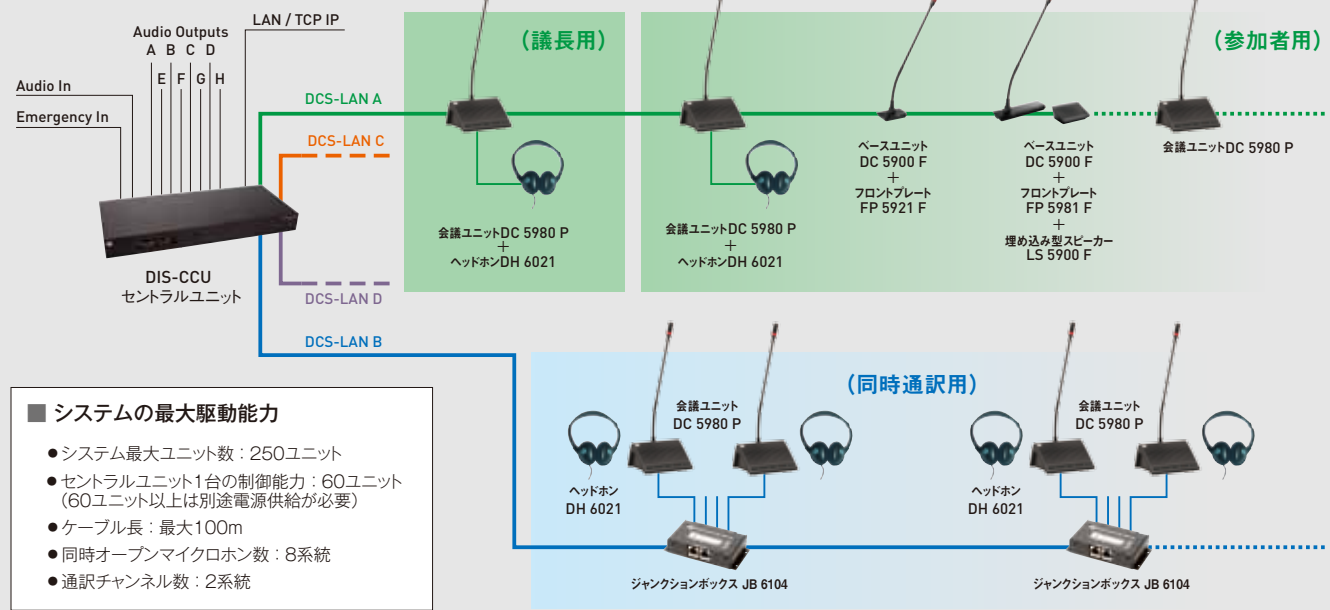 Audio Outputs
A B C D
E F G H
LAN / TCP IP
Audio In
Emergency In
DIS-CCU
セントラルユニット
DCS-LAN A
DCS-LAN C
DCS-LAN D
DCS-LAN B
（議長用）
会議ユニットDC 5980 P
+
ヘッドホンDH 6021
（参加者用）
会議ユニットDC 5980 P
+
ヘッドホンDH 6021
ベースユニット
DC 5900 F
+
フロントプレート
FP 5921 F
ベースユニット
DC 5900 F
+
フロントプレート
FP 5981 F
+
埋め込み型スピーカー
LS 5900 F
会議ユニットDC 5980 P
（同時通訳用）
会議ユニット
DC 5980 P
ヘッドホン
DH 6021
ジャンクションボックス JB 6104
会議ユニット
DC 5980 P
ヘッドホン
DH 6021
ジャンクションボックス JB 6104
■ システムの最大駆動能力
●システム最大ユニット数：250ユニット
●セントラルユニット1台の制御能力：60ユニット
（60ユニット以上は別途電源供給が必要）
●ケーブル長：最大100m
●同時オープンマイクロホン数：8系統
●通訳チャンネル数：2系統